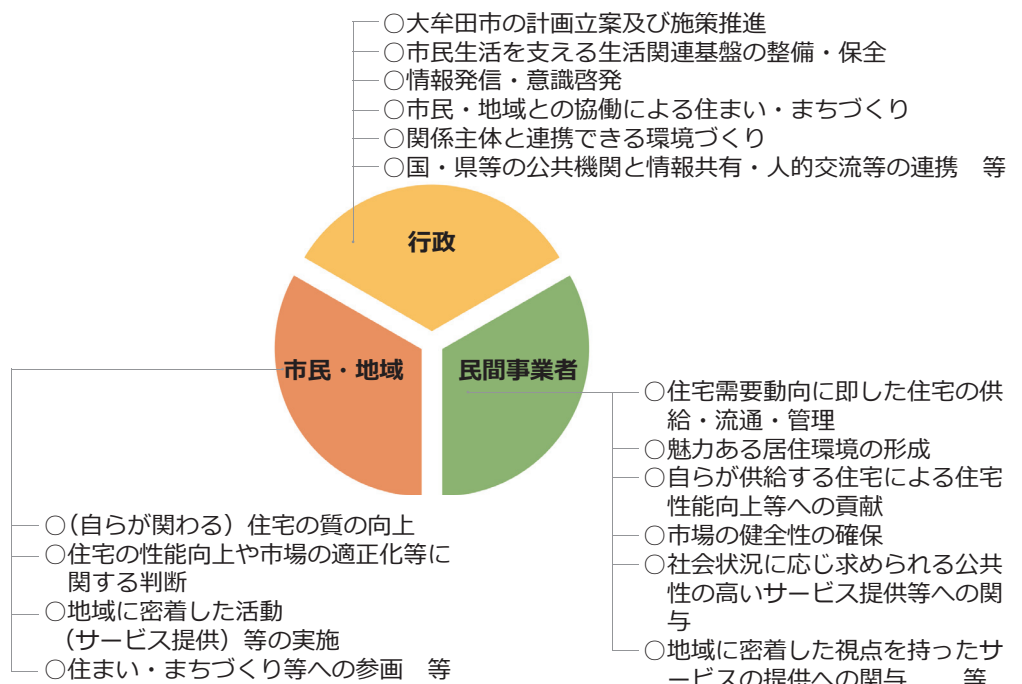 ○大牟田市の計画立案及び施策推進
○市民生活を支える生活関連基盤の整備・保全
○情報発信・意識啓発
○市民・地域との協働による住まい・まちづくり
○関係主体と連携できる環境づくり
○国・県等の公共機関と情報共有・人的交流等の連携　等
行政
市民・地域
民間事業者
○住宅需要動向に即した住宅の供
給・流通・管理
○魅力ある居住環境の形成
○自らが供給する住宅による住宅
性能向上等への貢献
○市場の健全性の確保
○社会状況に応じ求められる公共
性の高いサービス提供等への関
与
○地域に密着した視点を持ったサ
ービスの提供への関与　　等
○（自らが関わる）住宅の質の向上
○住宅の性能向上や市場の適正化等に
関する判断
○地域に密着した活動
（サービス提供）等の実施
○住まい・まちづくり等への参画　等